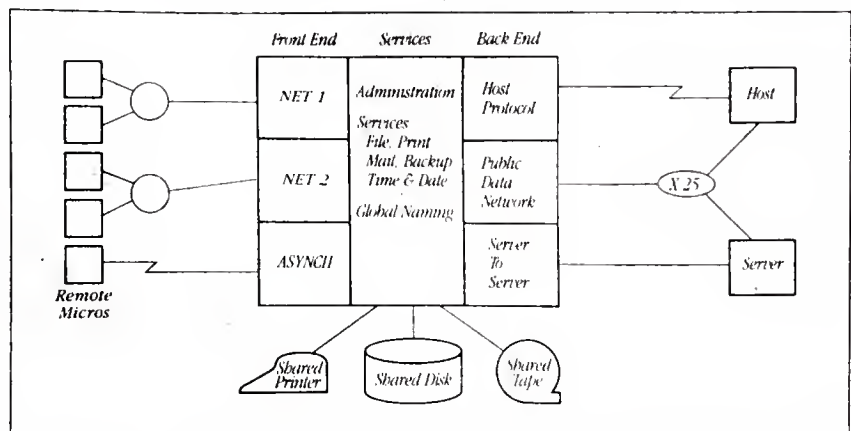 Front End
Services
Back End
NET 1
NET 2
ASYNCH
Administration
Services
File, Print
Mail, Backup
Time & Date
Global Naming
Host
Protocol
Public
Data
Network
Server
To
Server
Host
X.25
Server
Remote
Micros
Shared
Printer
Shared Disk
Shared
Tape